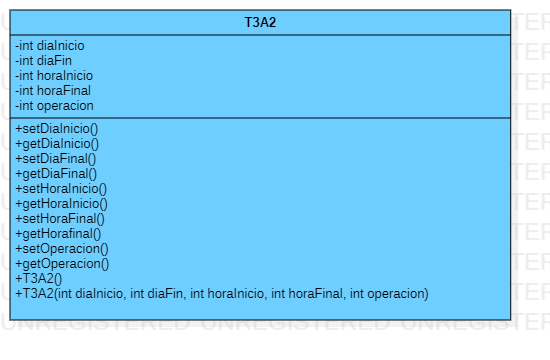 T3A2
-int diaInicio
-int diaFin
-int horaInicio
-int horaFinal
-int operacion
+setDiaInicio()
+getDiaInicio()
+setDiaFinal()
+getDiaFinal()
+setHoraInicio()
+getHoraInicio()
+setHoraFinal()
+getHorafinal()
+setOperacion()
+getOperacion()
+T3A2()
+T3A2(int diaInicio, int diaFin, int horaInicio, int horaFinal, int operacion)
UNREGISTERED UNREGISTERED UNREGISTERED